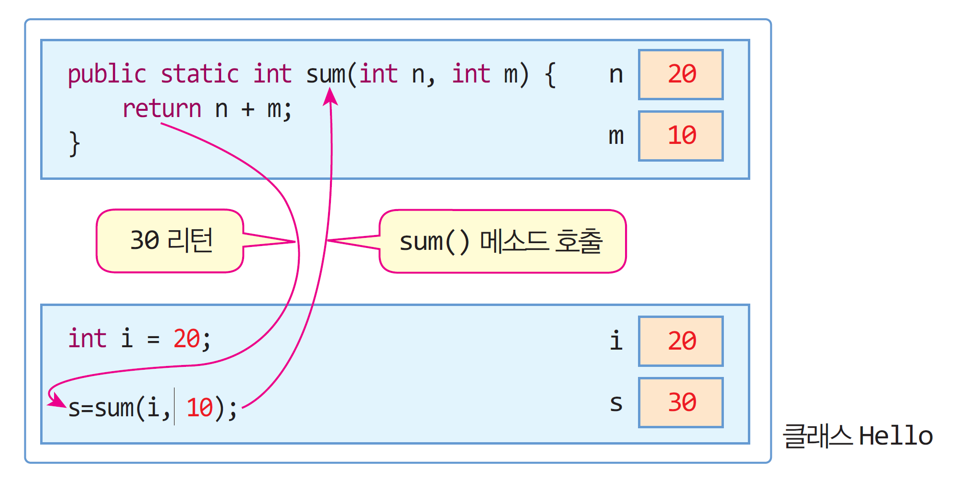 public static int sum(int n, int m) {
return n + m;
}
n 20
m 10
30 리턴
sum() 메소드 호출
int i = 20;
s=sum(i, 10);
i 20
s 30
클래스 Hello